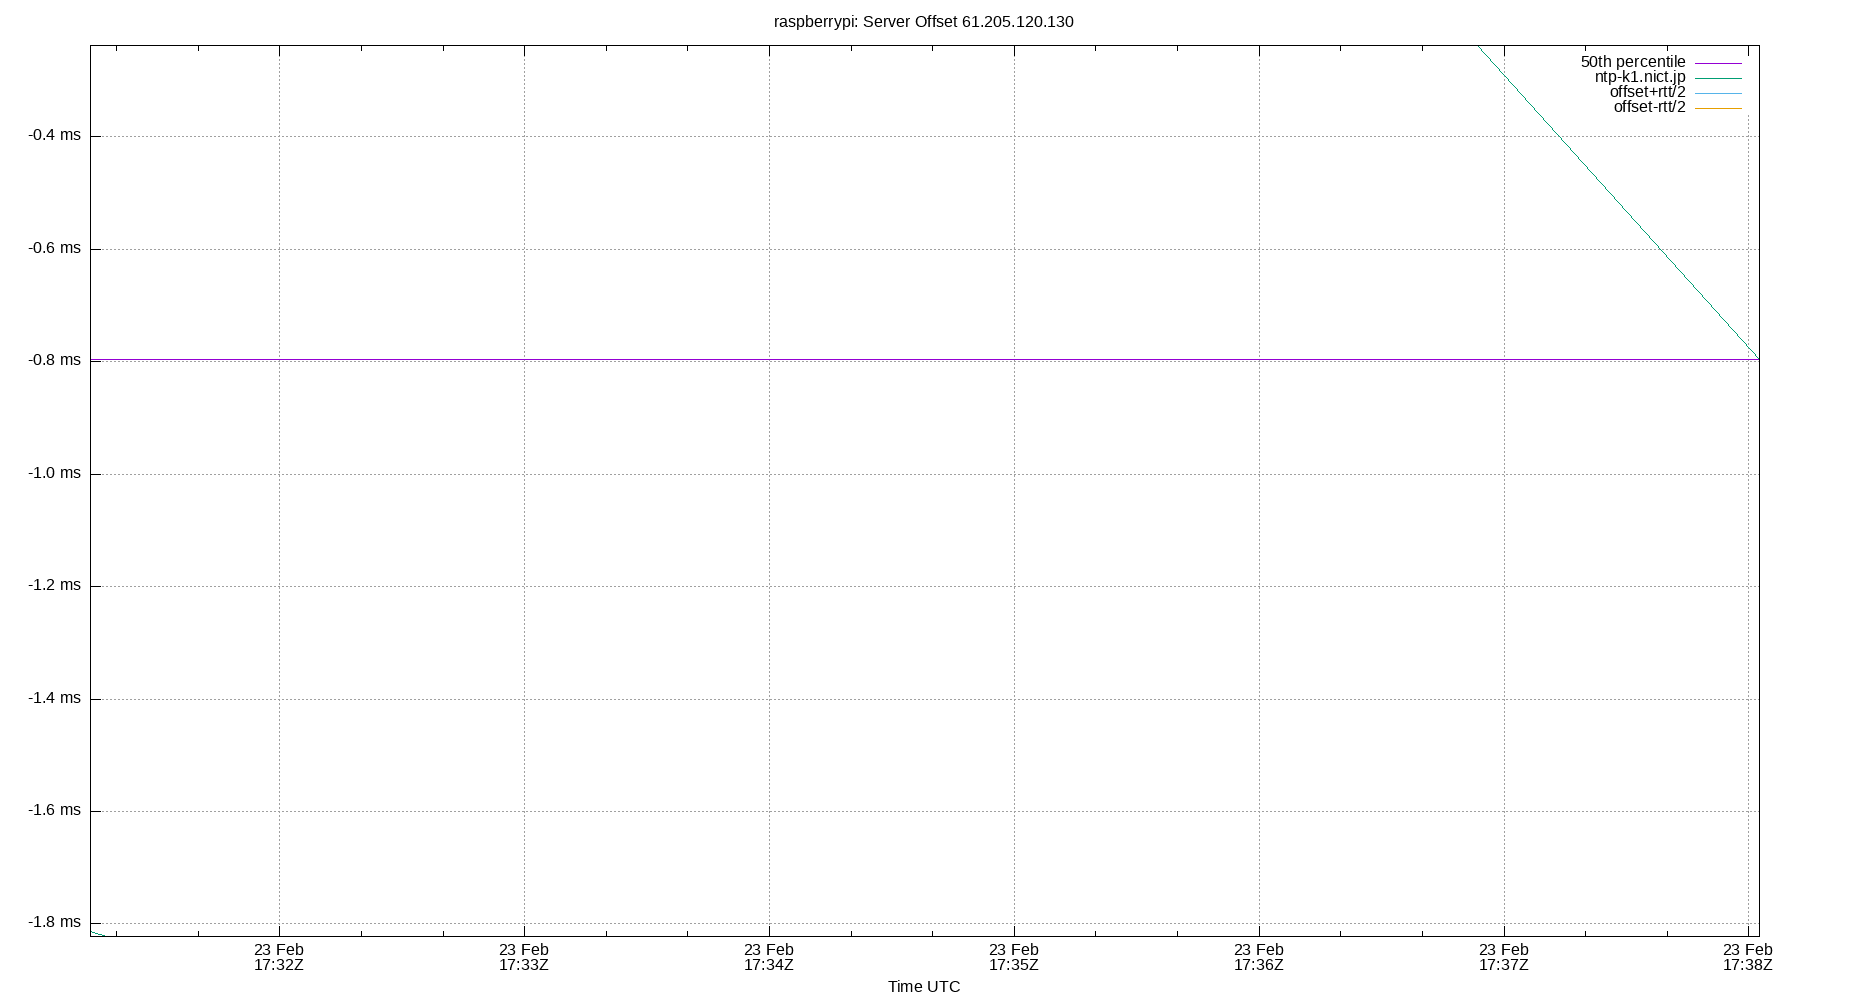 raspberrypi: Server Offset 61.205.120.130
50th percentile
ntp-k1.nict.jp
offset+rtt/2
offset-rtt/2
-0.4 ms
-0.6 ms
-0.8 ms
-1.0 ms
-1.2 ms
-1.4 ms
-1.6 ms
-1.8 ms
23 Feb 23 Feb 23 Feb 23 Feb 23 Feb 23 Feb 23 Feb
17:32Z 17:33Z 17:34Z 17:35Z 17:36Z 17:37Z 17:38Z
Time UTC